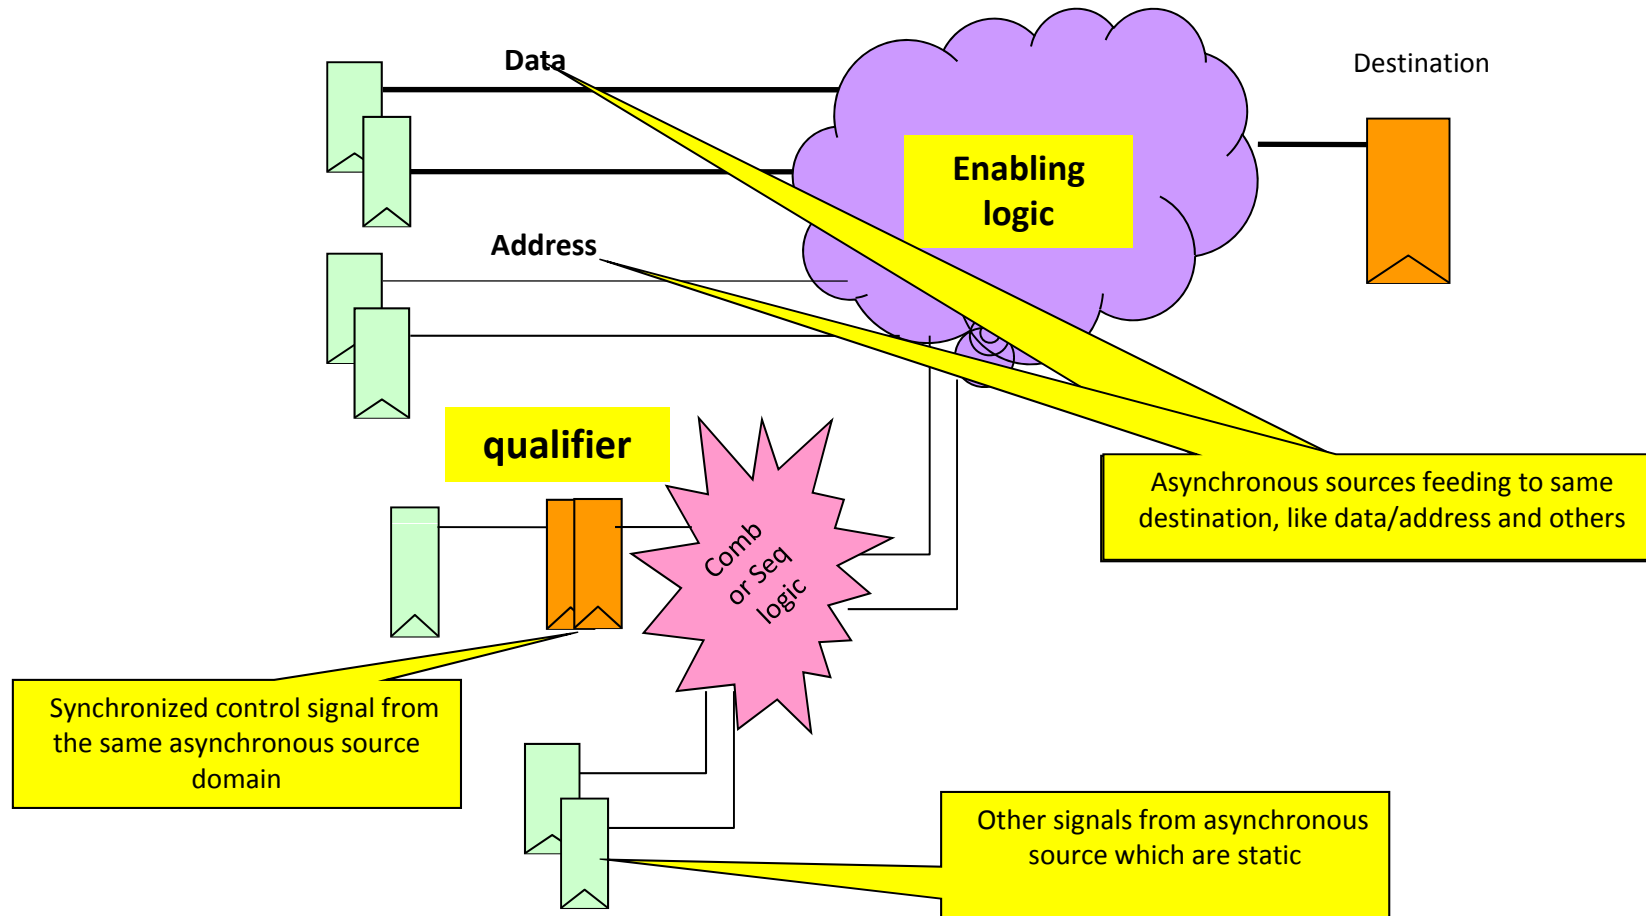 Data
Destination
Enabling
logic
Address
qualifier
Asynchronous sources feeding to same
destination, like data/address and others
Comb
or Seq
logic
Synchronized control signal from
the same asynchronous source
domain
Other signals from asynchronous
source which are static